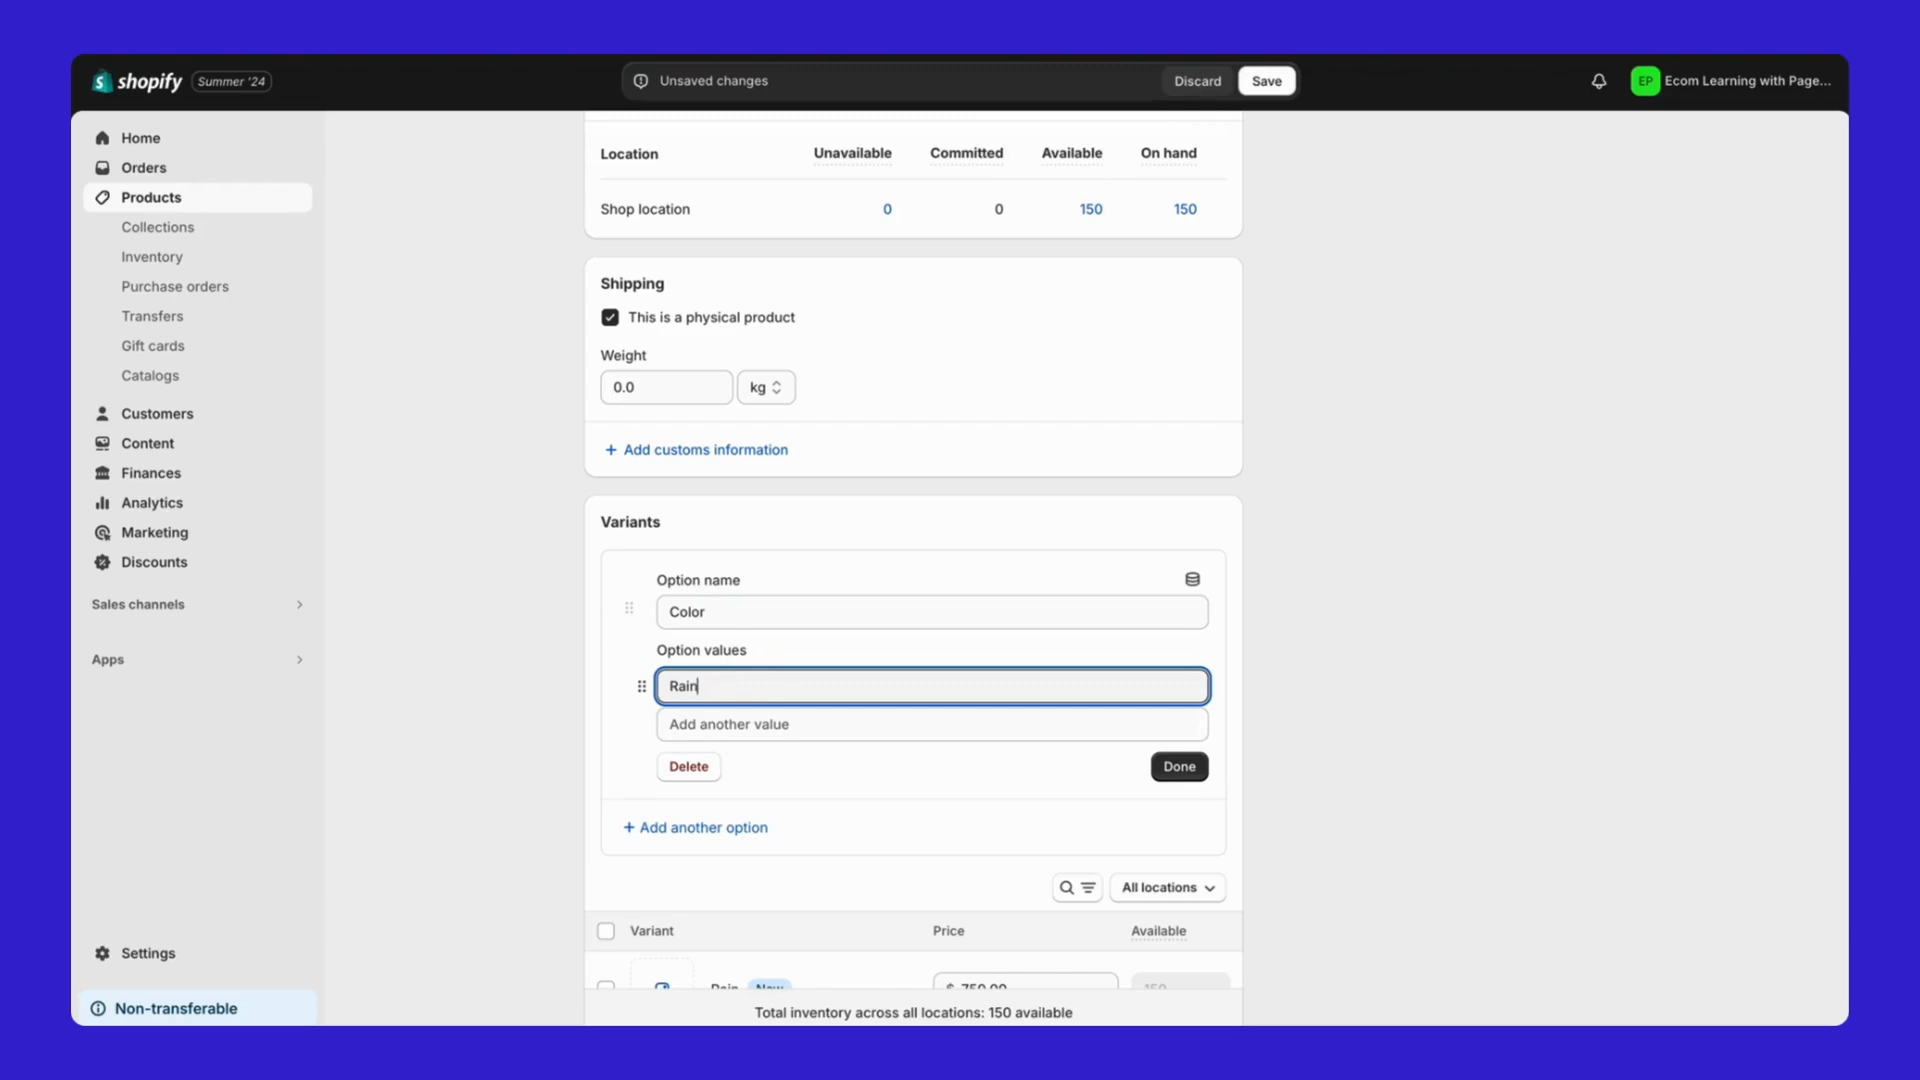 shopify Summer '24
Unsaved changes
Discard
Save
EP
Ecom Learning with Page...
Home
Orders
Products
Collections
Inventory
Purchase orders
Transfers
Gift cards
Catalogs
Customers
Content
Finances
Analytics
Marketing
Discounts
Sales channels
Apps
Settings
Non-transferable
Location Unavailable Committed Available On hand
Shop location 0 0 150 150
Shipping
This is a physical product
Weight
0.0 kg
+ Add customs information
Variants
Option name
Color
Option values
Rain
Add another value
Delete Done
+ Add another option
All locations
Variant Price Available
Rain New $ 750.00 150
Total inventory across all locations: 150 available